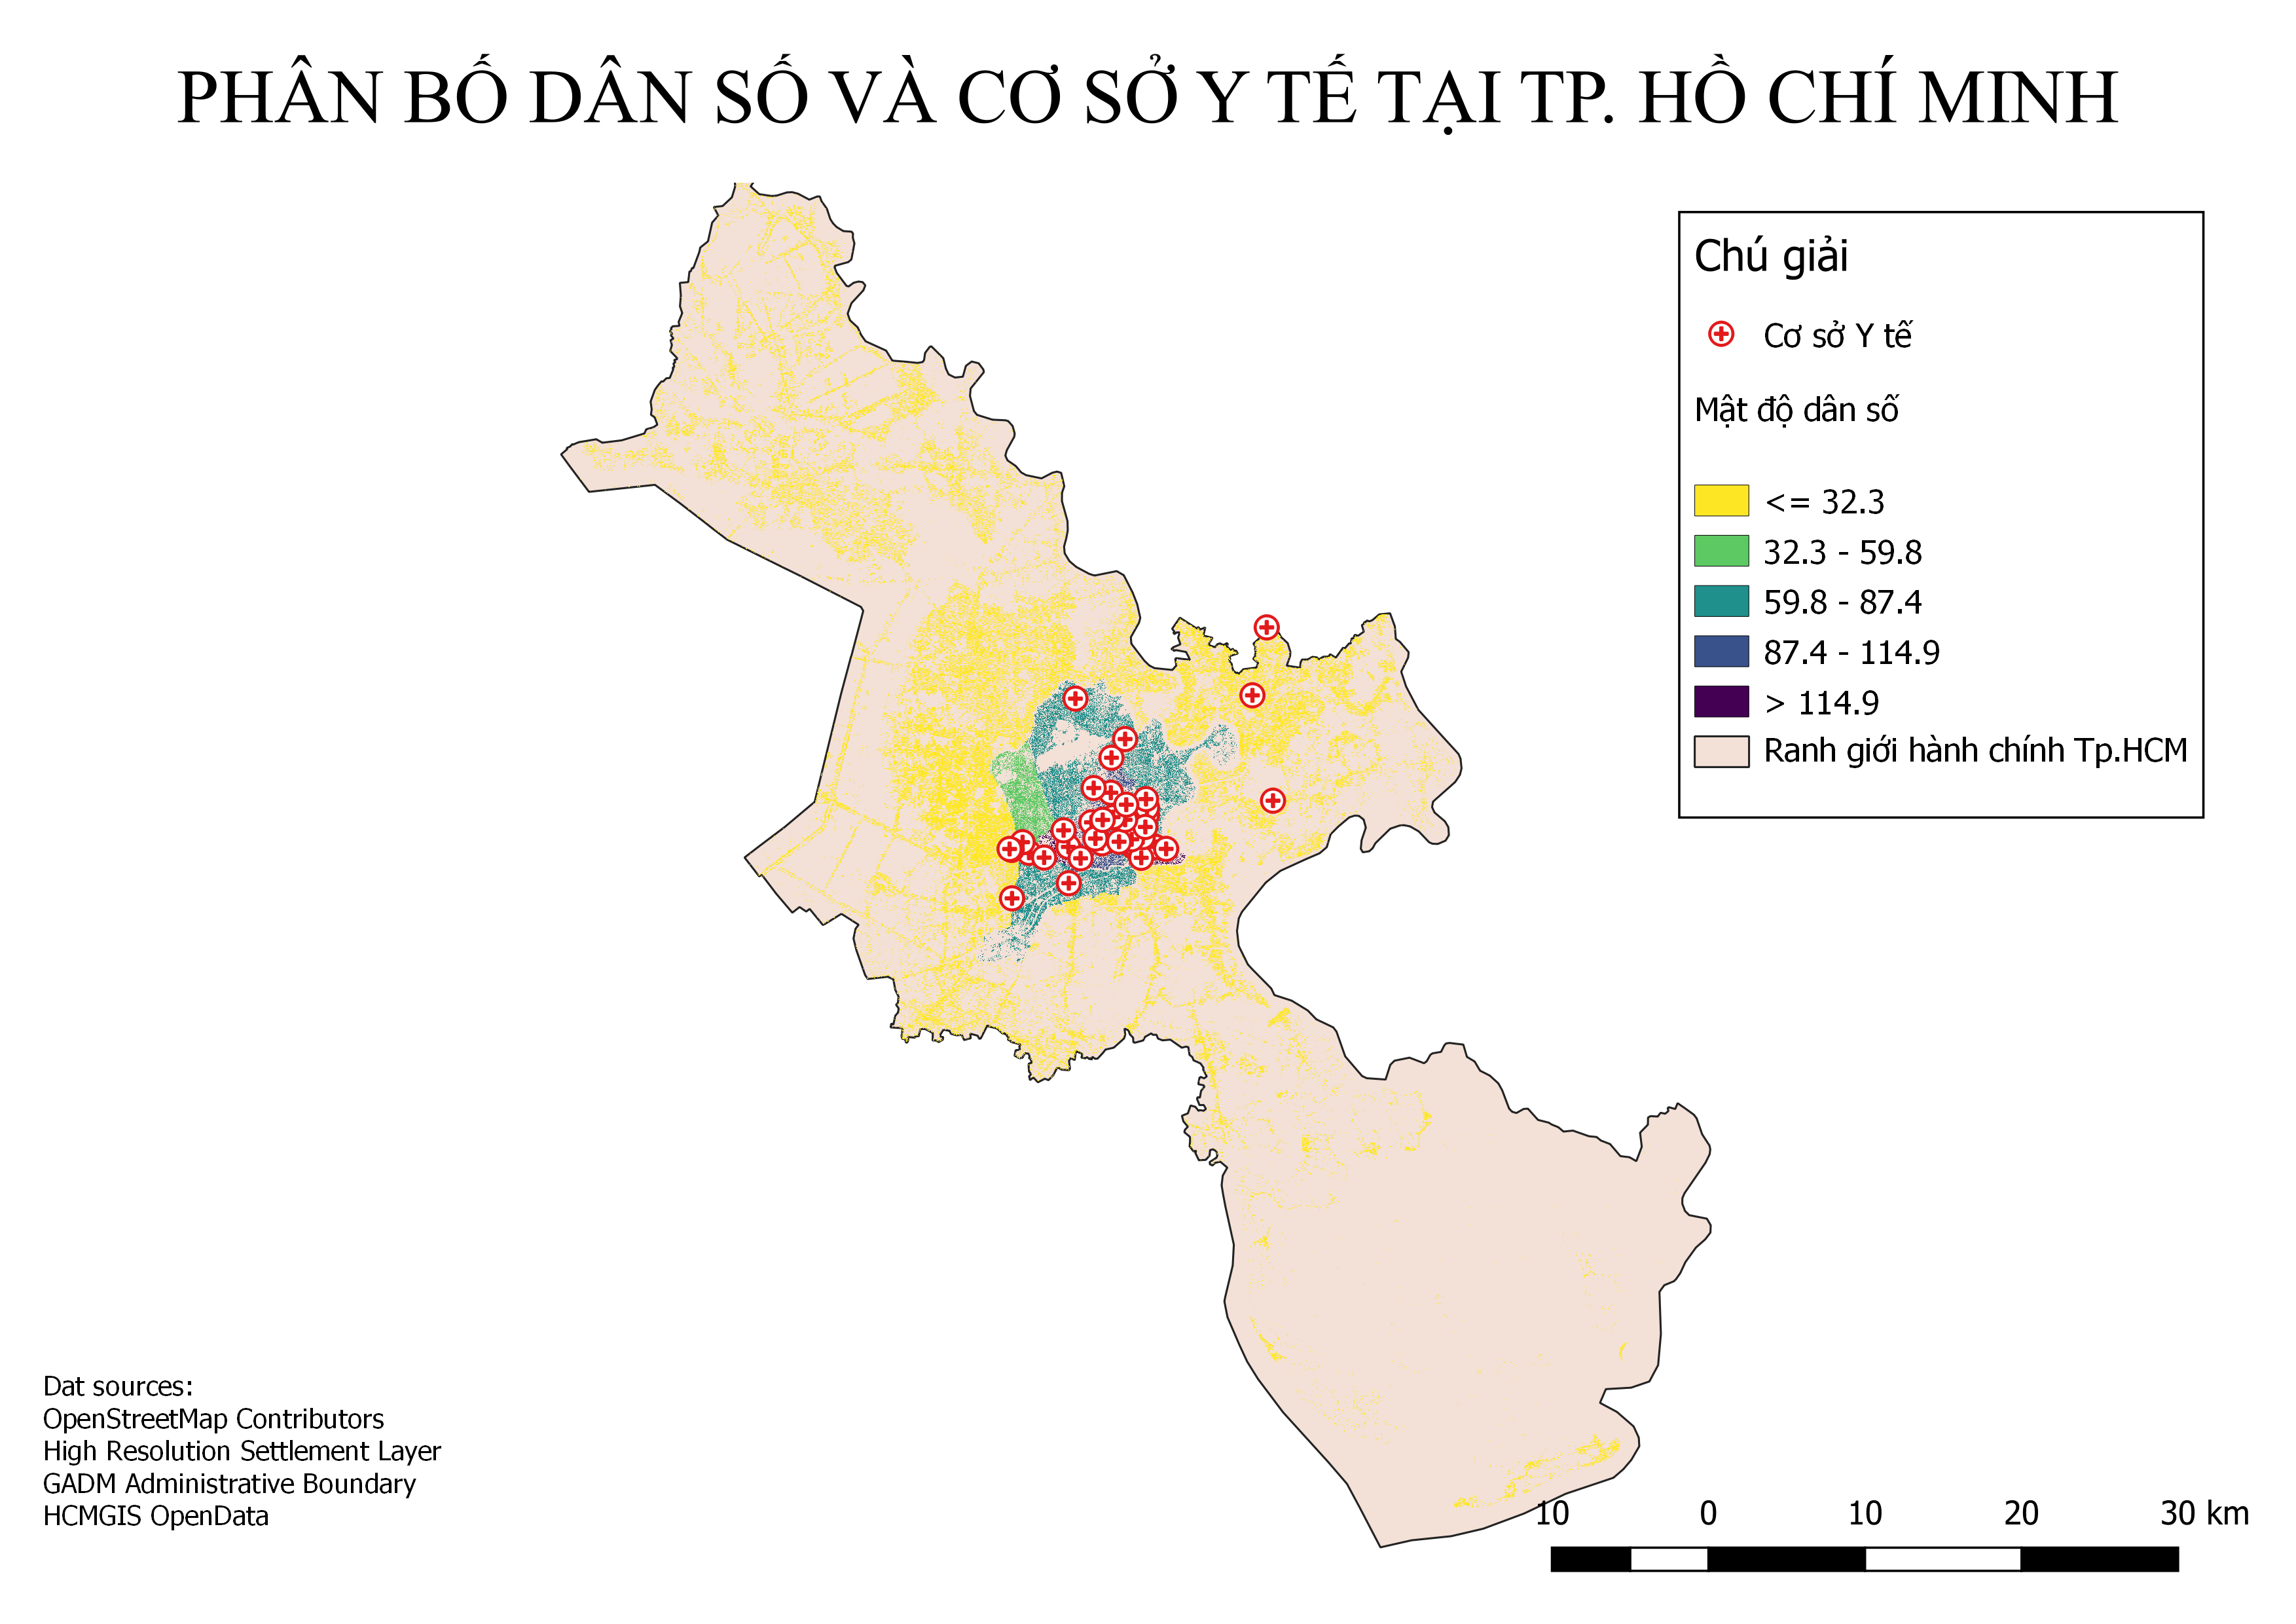 PHÂN BỐ DÂN SỐ VÀ CƠ SỞ Y TẾ TẠI TP. HỒ CHÍ MINH
Chú giải
Cơ sở Y tế
Mật độ dân số
<= 32.3
32.3 - 59.8
59.8 - 87.4
87.4 - 114.9
> 114.9
Ranh giới hành chính Tp.HCM
Dat sources:
OpenStreetMap Contributors
High Resolution Settlement Layer
GADM Administrative Boundary
HCMGIS OpenData
10 0 10 20 30 km